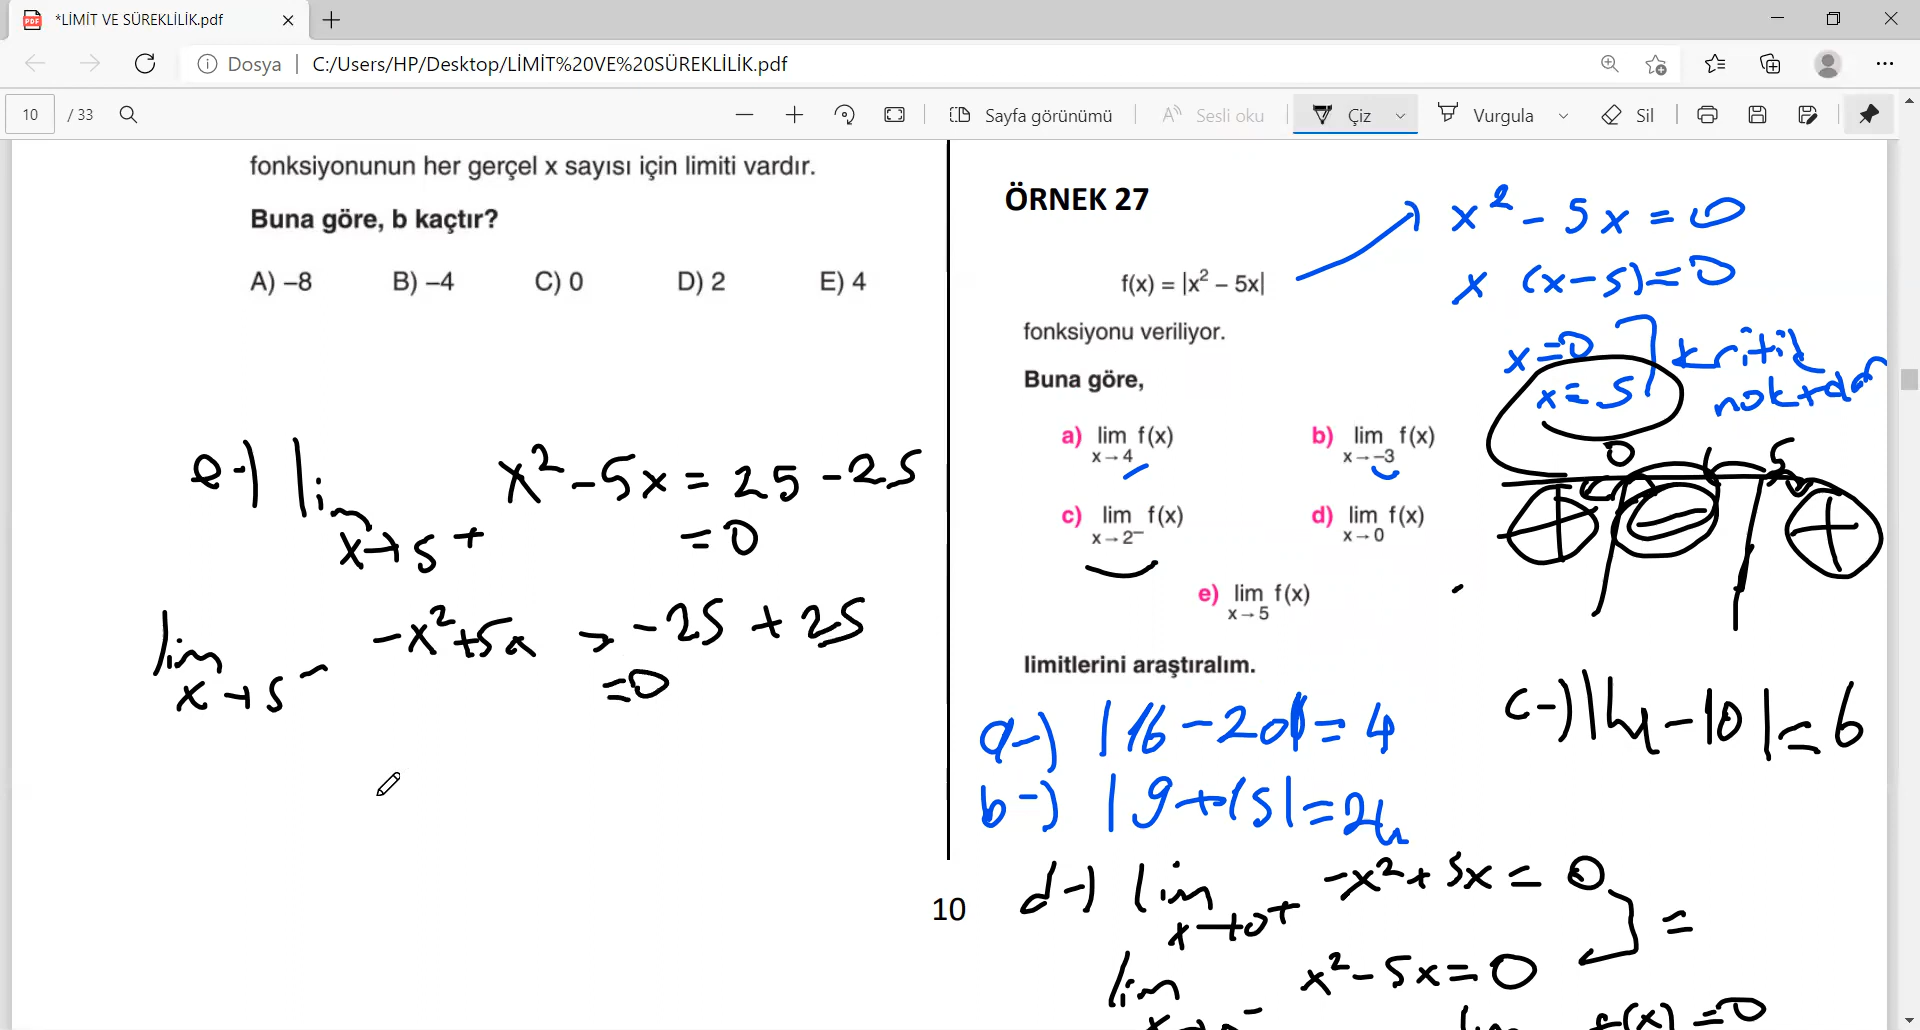 *LİMİT VE SÜREKLİLİK.pdf
Dosya | C:/Users/HP/Desktop/LİMİT%20VE%20SÜREKLİLİK.pdf
10 / 33
Sayfa görünümü
Sesli oku
Çiz
Vurgula
Sil
fonksiyonunun her gerçel x sayısı için limiti vardır.
Buna göre, b kaçtır?
A) –8 B) –4 C) 0 D) 2 E) 4
e-) lim x→5+ x² - 5x = 25 - 25
= 0
lim x→5- -x² + 5x → -25 + 25
= 0
10
ÖRNEK 27
f(x) = |x² – 5x|
x² - 5x = 0
x (x-5) = 0
x = 0
x = 5
kritik
noktalar
0 5
+ - +
fonksiyonu veriliyor.
Buna göre,
a) lim x→4 f(x) b) lim x→–3 f(x)
c) lim x→2⁻ f(x) d) lim x→0 f(x)
e) lim x→5 f(x)
limitlerini araştıralım.
a-) |16 - 20| = 4
b-) |9 + 15| = 24
c-) |4 - 10| = 6
d-) lim x→0+ -x² + 5x = 0
=
lim x² - 5x = 0
f(x) = 0